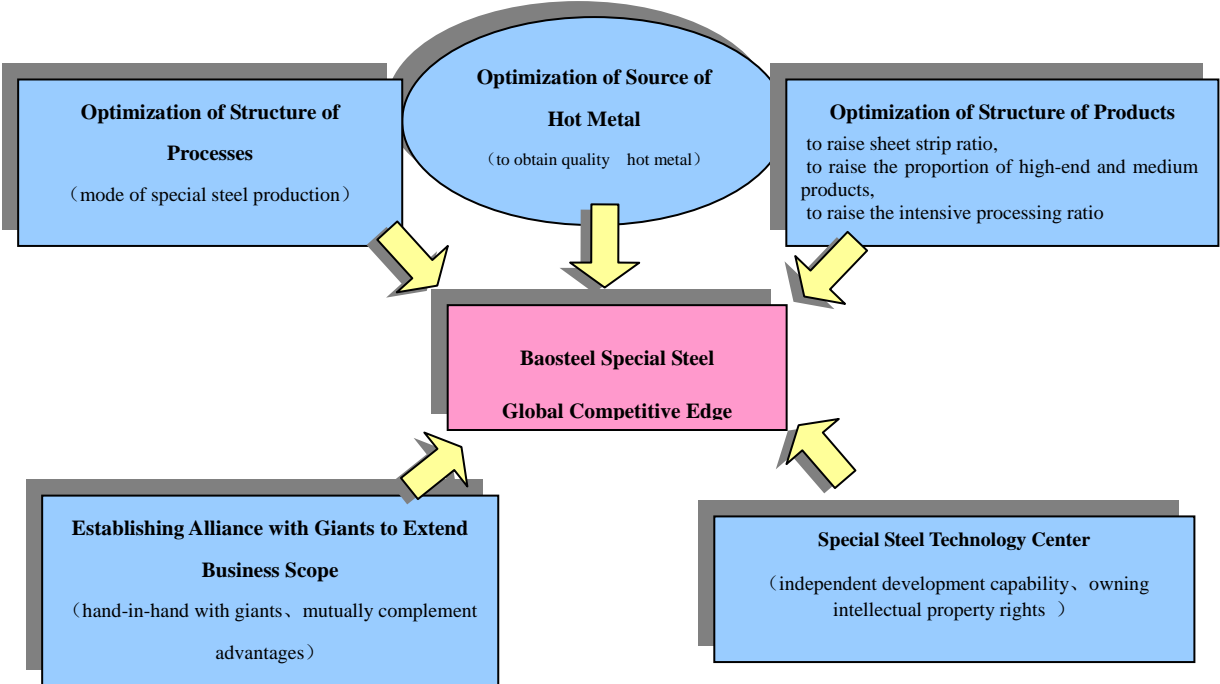 Optimization of Structure of
Processes
（mode of special steel production）
Optimization of Source of
Hot Metal
（to obtain quality hot metal）
Optimization of Structure of Products
to raise sheet strip ratio,
to raise the proportion of high-end and medium
products,
to raise the intensive processing ratio
Baosteel Special Steel
Global Competitive Edge
Establishing Alliance with Giants to Extend
Business Scope
（hand-in-hand with giants、mutually complement
advantages）
Special Steel Technology Center
（independent development capability、owning
intellectual property rights ）